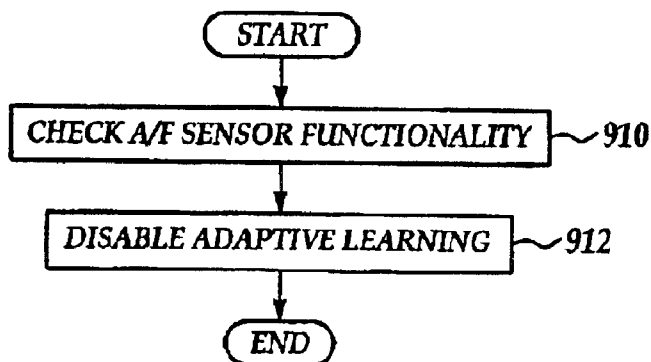 START
CHECK A/F SENSOR FUNCTIONALITY 910
DISABLE ADAPTIVE LEARNING 912
END